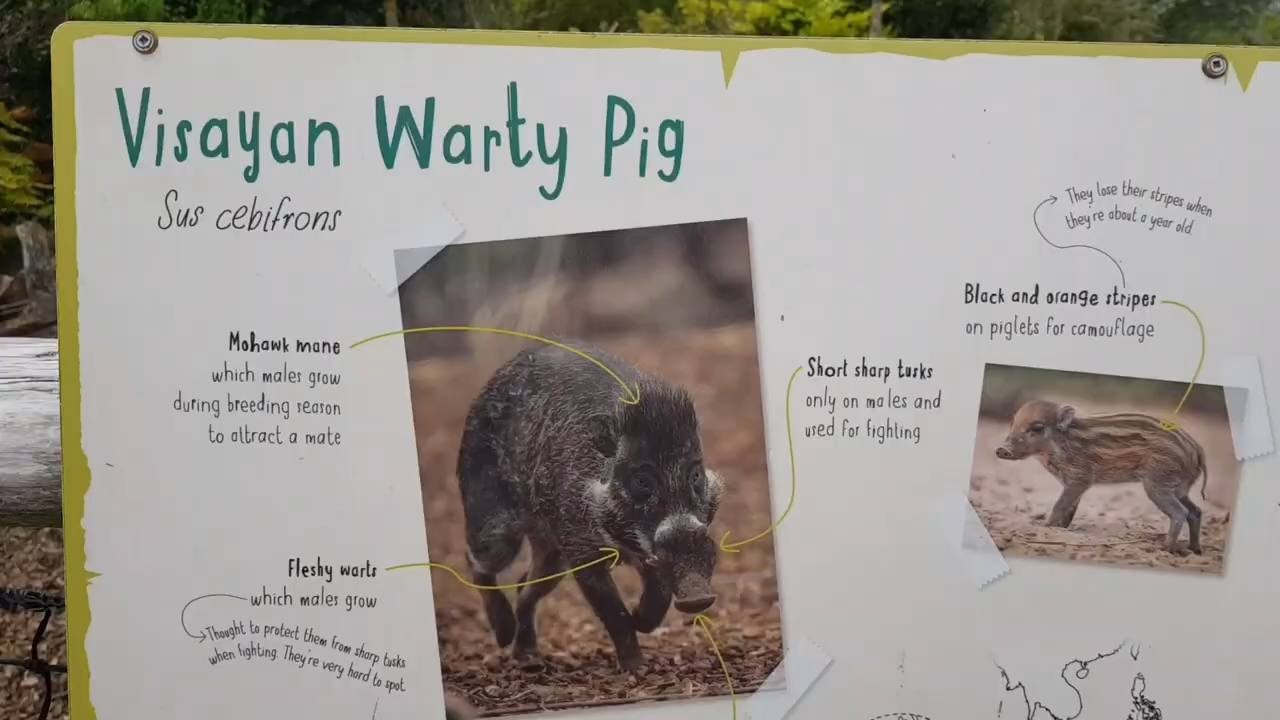 Visayan Warty Pig
Sus cebifrons
Mohawk mane
which males grow
during breeding season
to attract a mate
Fleshy warts
which males grow
Thought to protect them from sharp tusks
when fighting. They're very hard to spot.
Short sharp tusks
only on males and
used for fighting
They lose their stripes when
they're about a year old.
Black and orange stripes
on piglets for camouflage